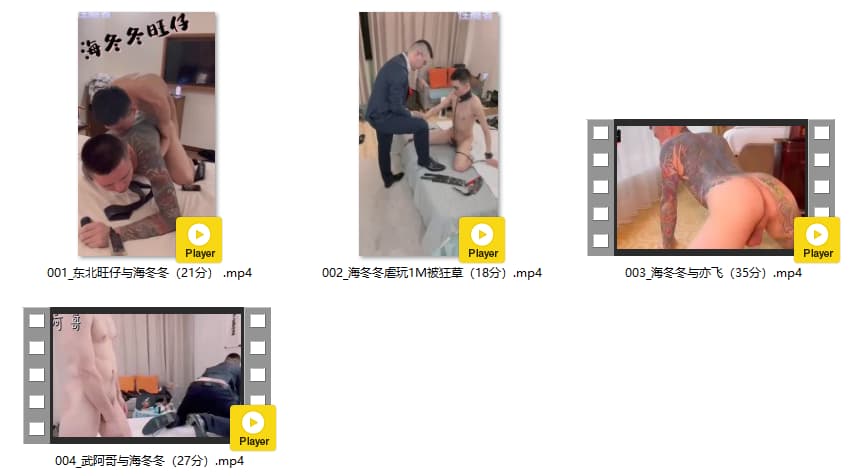 海冬冬旺仔
Player
001_东北旺仔与海冬冬（21分） .mp4
Player
002_海冬冬虐玩1M被狂草（18分）.mp4
Player
003_海冬冬与亦飞（35分）.mp4
哥
Player
004_武阿哥与海冬冬（27分）.mp4